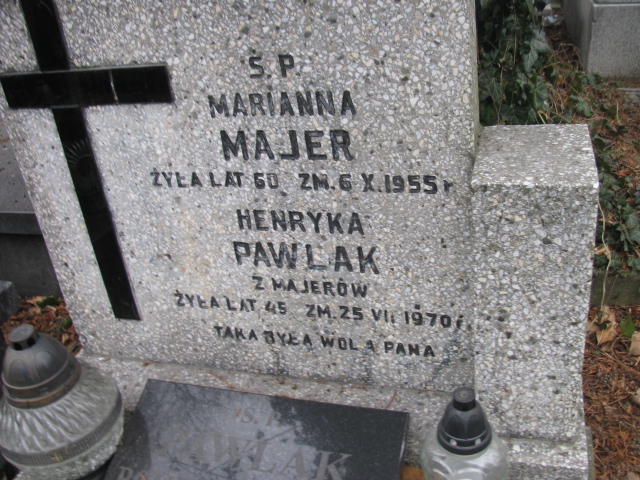 Ś.P.
MARIANNA
MAJER
ŻYŁA LAT 60 ZM. 6 X. 1955 r
HENRYKA
PAWLAK
Z MAJERÓW
ŻYŁA LAT 45 ZM. 25 VII 1970 r.
TAKA BYŁA WOLA PANA
Ś.P.
PAWLAK